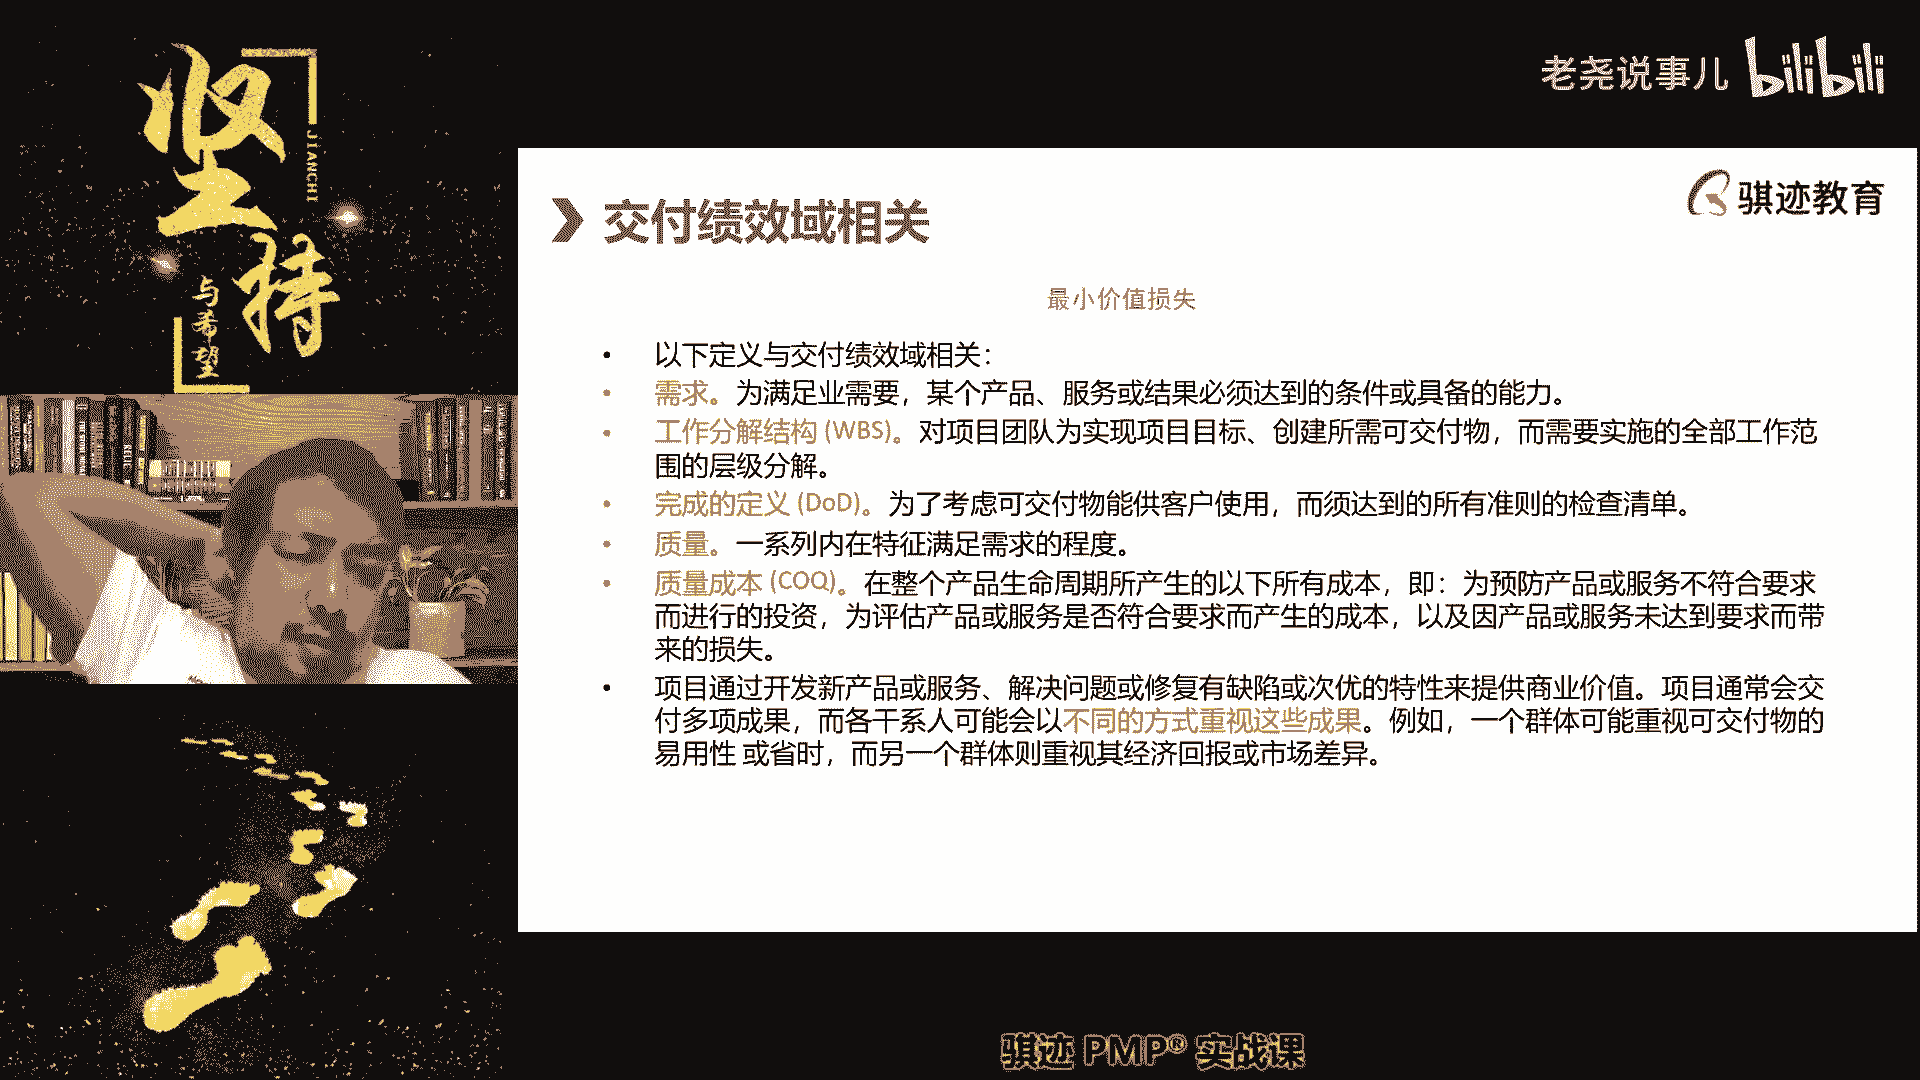 坚持
JIANCHI
与希望
老尧说事儿 bilibili
骐迹教育
交付绩效域相关
最小价值损失
• 以下定义与交付绩效域相关：
• 需求。为满足业需要，某个产品、服务或结果必须达到的条件或具备的能力。
• 工作分解结构 (WBS)。对项目团队为实现项目目标、创建所需可交付物，而需要实施的全部工作范
围的层级分解。
• 完成的定义 (DoD)。为了考虑可交付物能供客户使用，而须达到的所有准则的检查清单。
• 质量。一系列内在特征满足需求的程度。
• 质量成本 (COQ)。在整个产品生命周期所产生的以下所有成本，即：为预防产品或服务不符合要求
而进行的投资，为评估产品或服务是否符合要求而产生的成本，以及因产品或服务未达到要求而带
来的损失。
• 项目通过开发新产品或服务、解决问题或修复有缺陷或次优的特性来提供商业价值。项目通常会交
付多项成果，而各干系人可能会以不同的方式重视这些成果。例如，一个群体可能重视可交付物的
易用性 或省时，而另一个群体则重视其经济回报或市场差异。
骐迹 PMP® 实战课